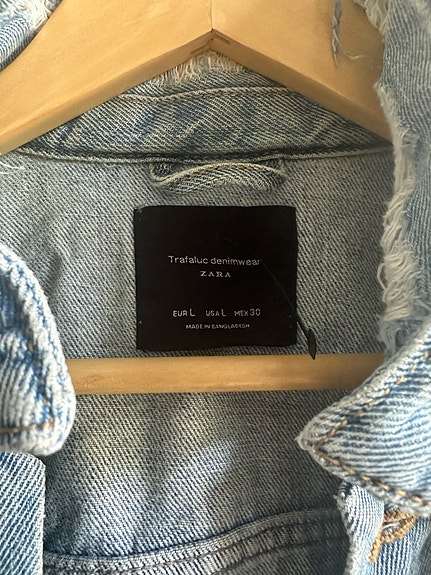 Trafaluc denimwear
ZARA
EUR L USA L MEX 30
MADE IN BANGLADESH